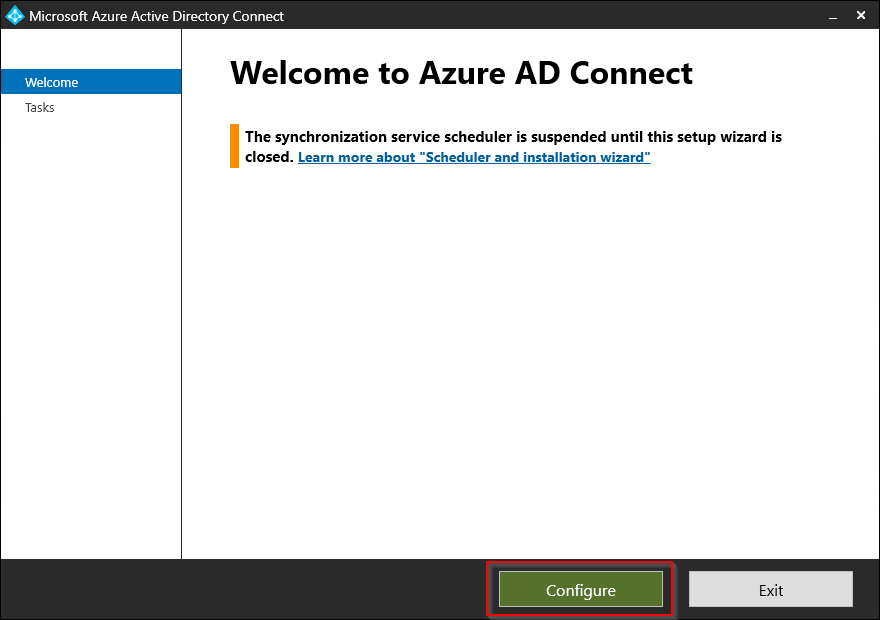 Microsoft Azure Active Directory Connect
Welcome
Tasks
Welcome to Azure AD Connect
The synchronization service scheduler is suspended until this setup wizard is
closed. Learn more about "Scheduler and installation wizard"
Configure
Exit